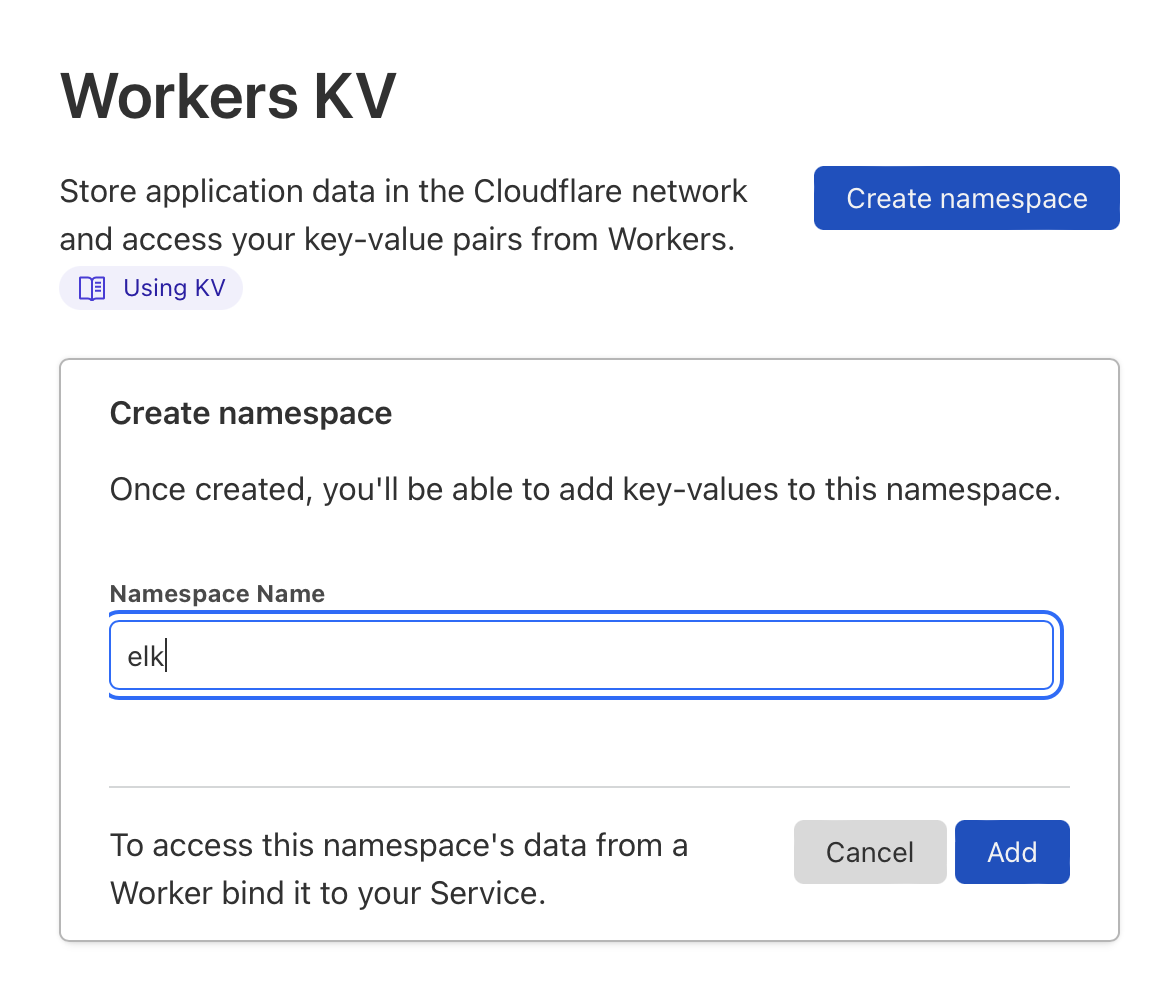 Workers KV
Store application data in the Cloudflare network
and access your key-value pairs from Workers.
Create namespace
Using KV
Create namespace
Once created, you'll be able to add key-values to this namespace.
Namespace Name
elk
To access this namespace's data from a
Worker bind it to your Service.
Cancel
Add